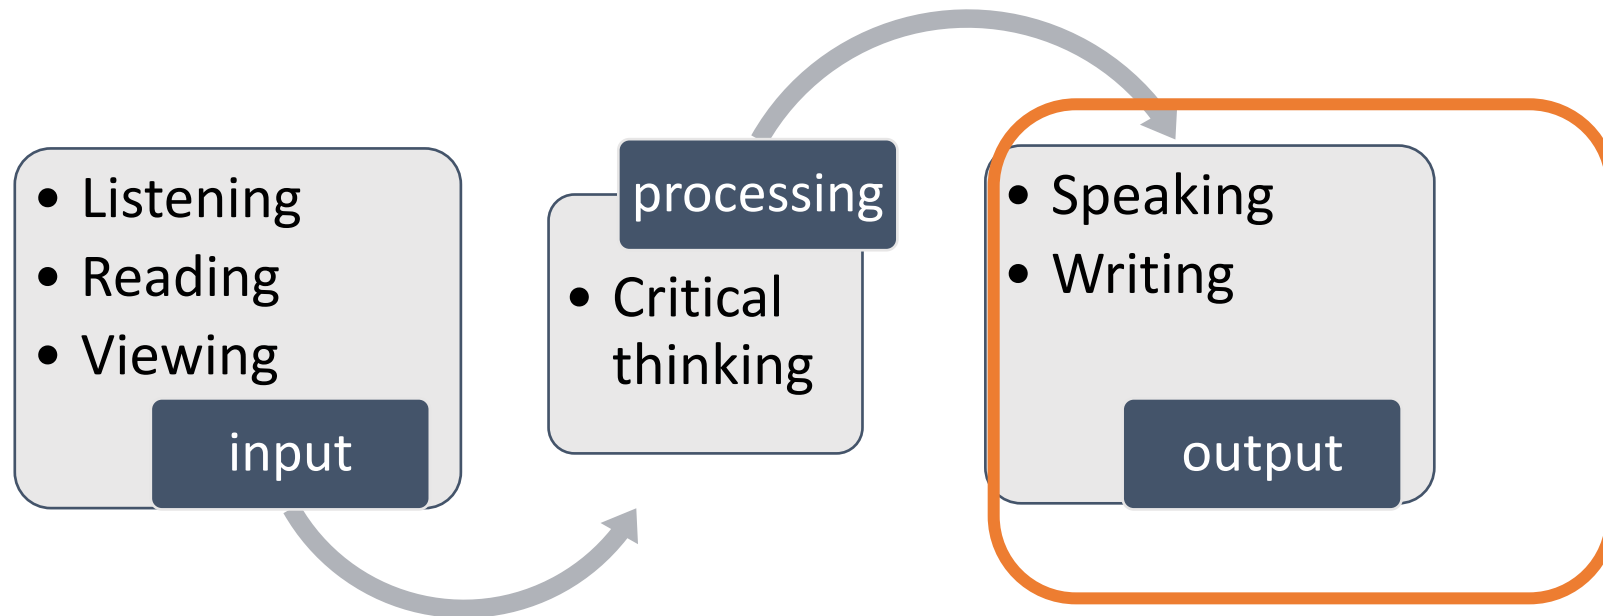 • Listening
• Reading
• Viewing
input
processing
• Critical
thinking
• Speaking
• Writing
output